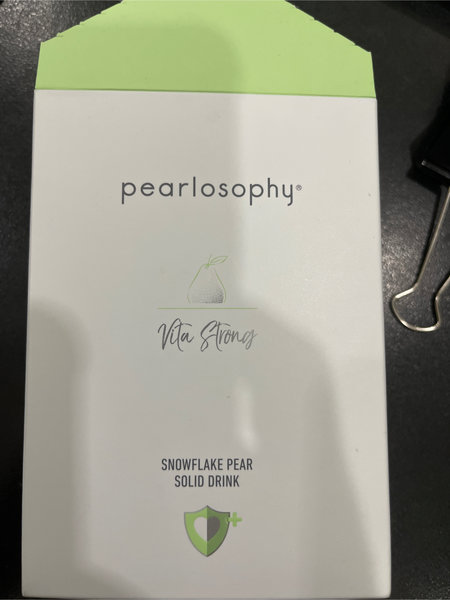 pearlosophy®
Vita Strong
SNOWFLAKE PEAR
SOLID DRINK